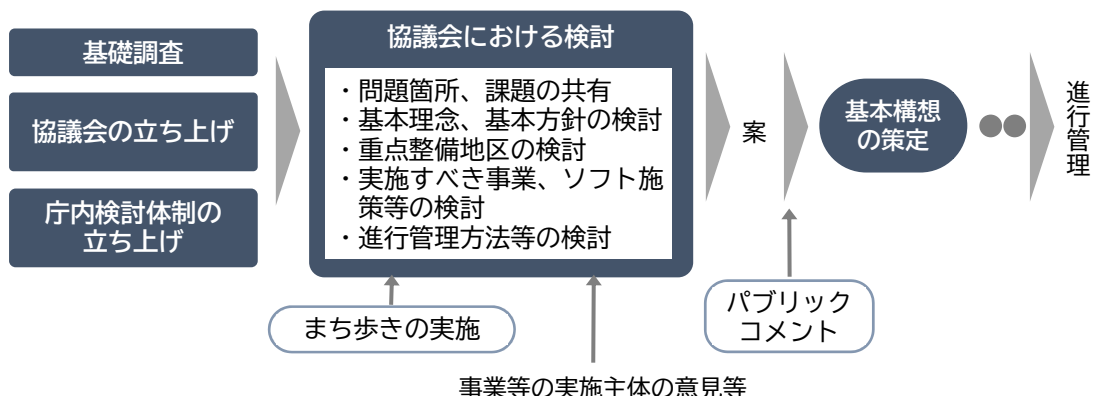 基礎調査
協議会の立ち上げ
庁内検討体制の
立ち上げ
協議会における検討
・問題箇所、課題の共有
・基本理念、基本方針の検討
・重点整備地区の検討
・実施すべき事業、ソフト施
策等の検討
・進行管理方法等の検討
まち歩きの実施
事業等の実施主体の意見等
案
パブリック
コメント
基本構想
の策定
進行管理